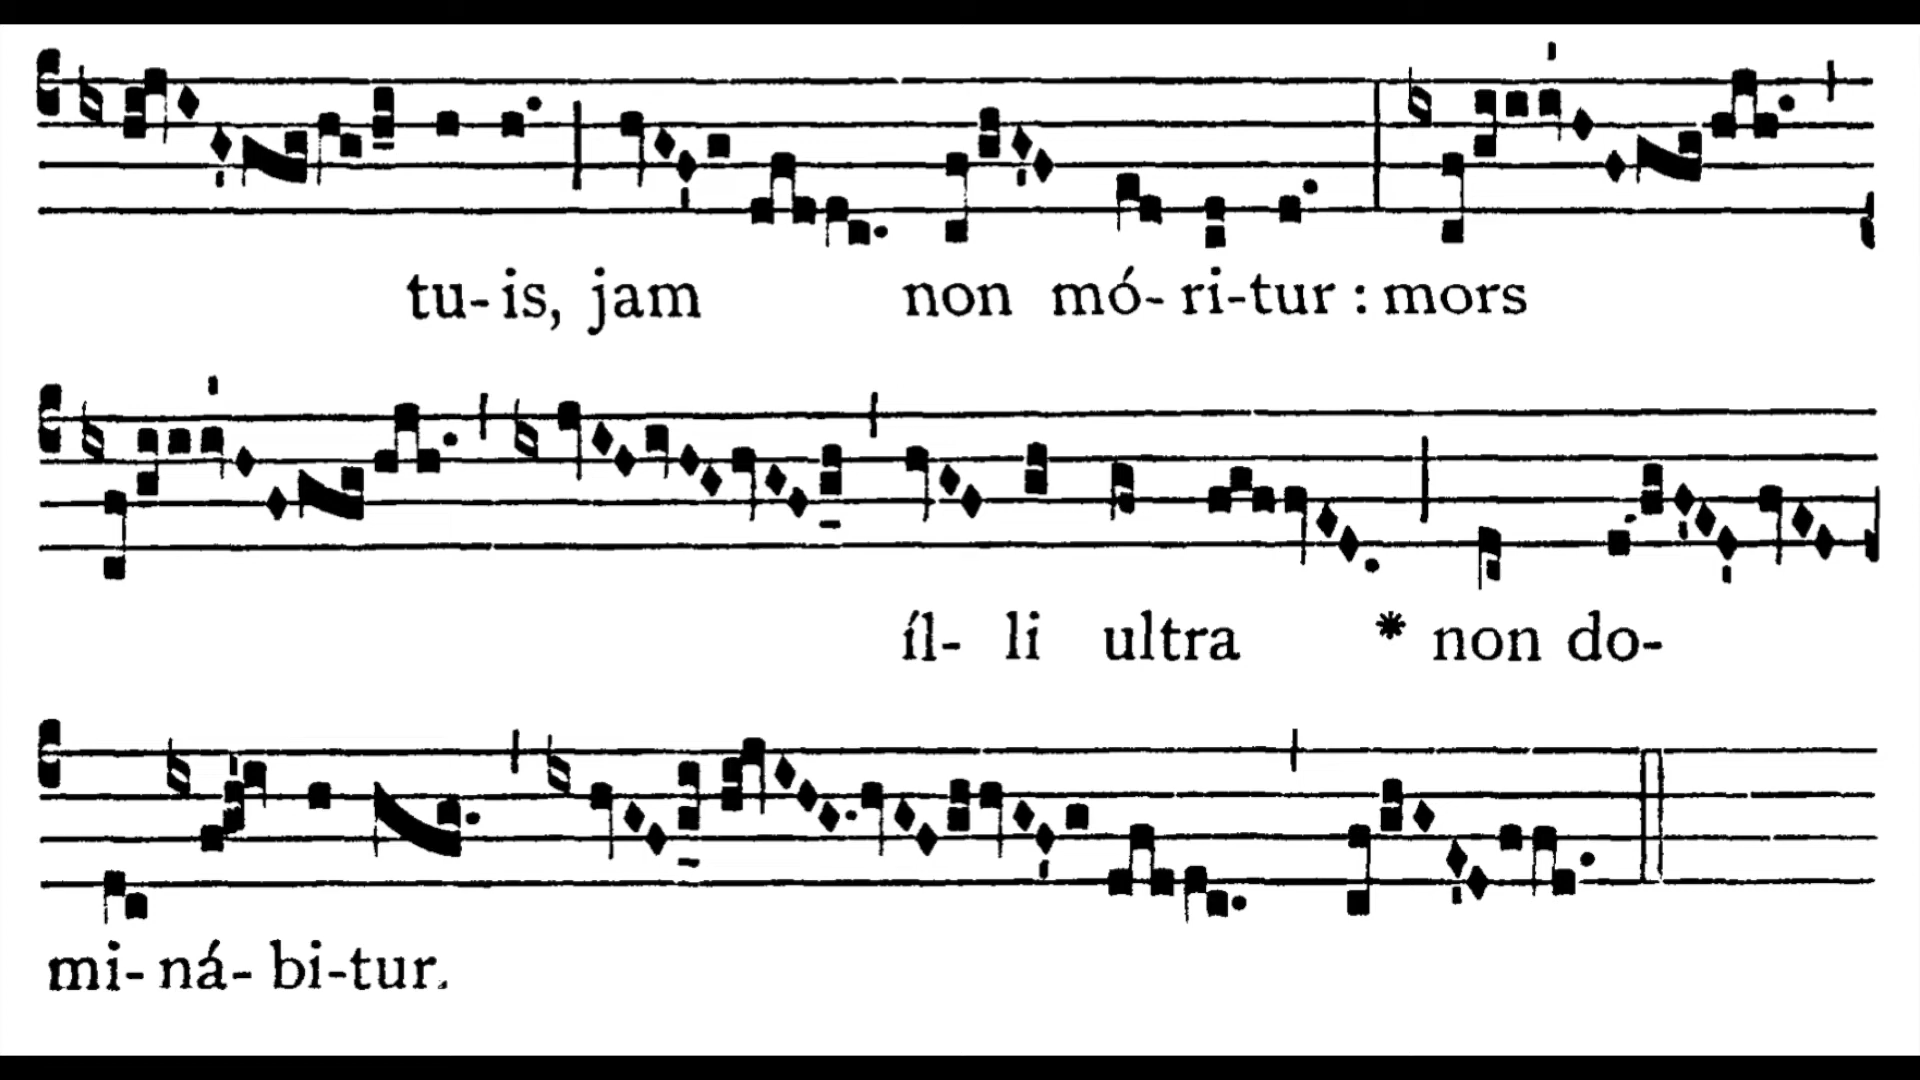 tu-is, jam non mó-ri-tur : mors
íl- li ultra * non do-
mi-ná-bi-tur.